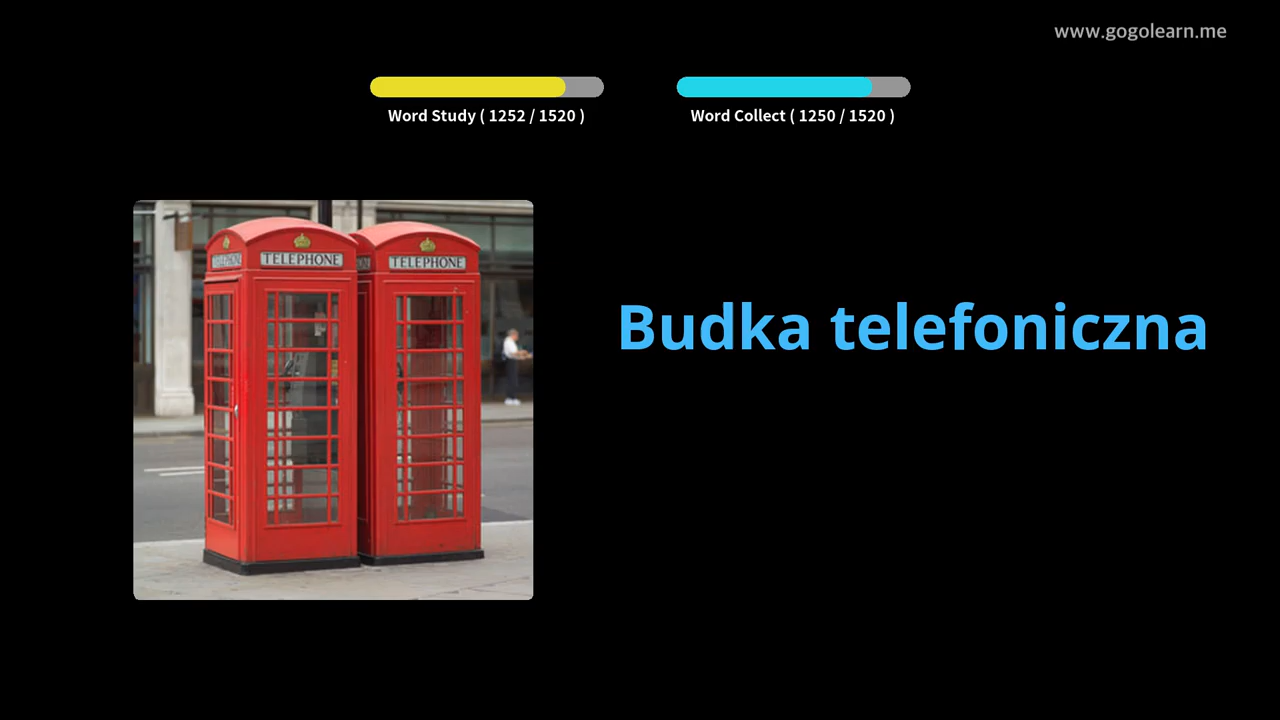 www.gogolearn.me
Word Study ( 1252 / 1520 )
Word Collect ( 1250 / 1520 )
TELEPHONE
TELEPHONE
Budka telefoniczna